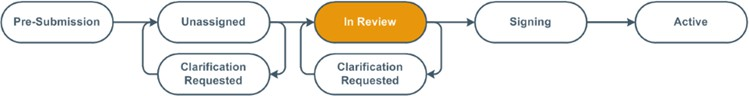 Pre-Submission
Unassigned
In Review
Signing
Active
Clarification
Requested
Clarification
Requested